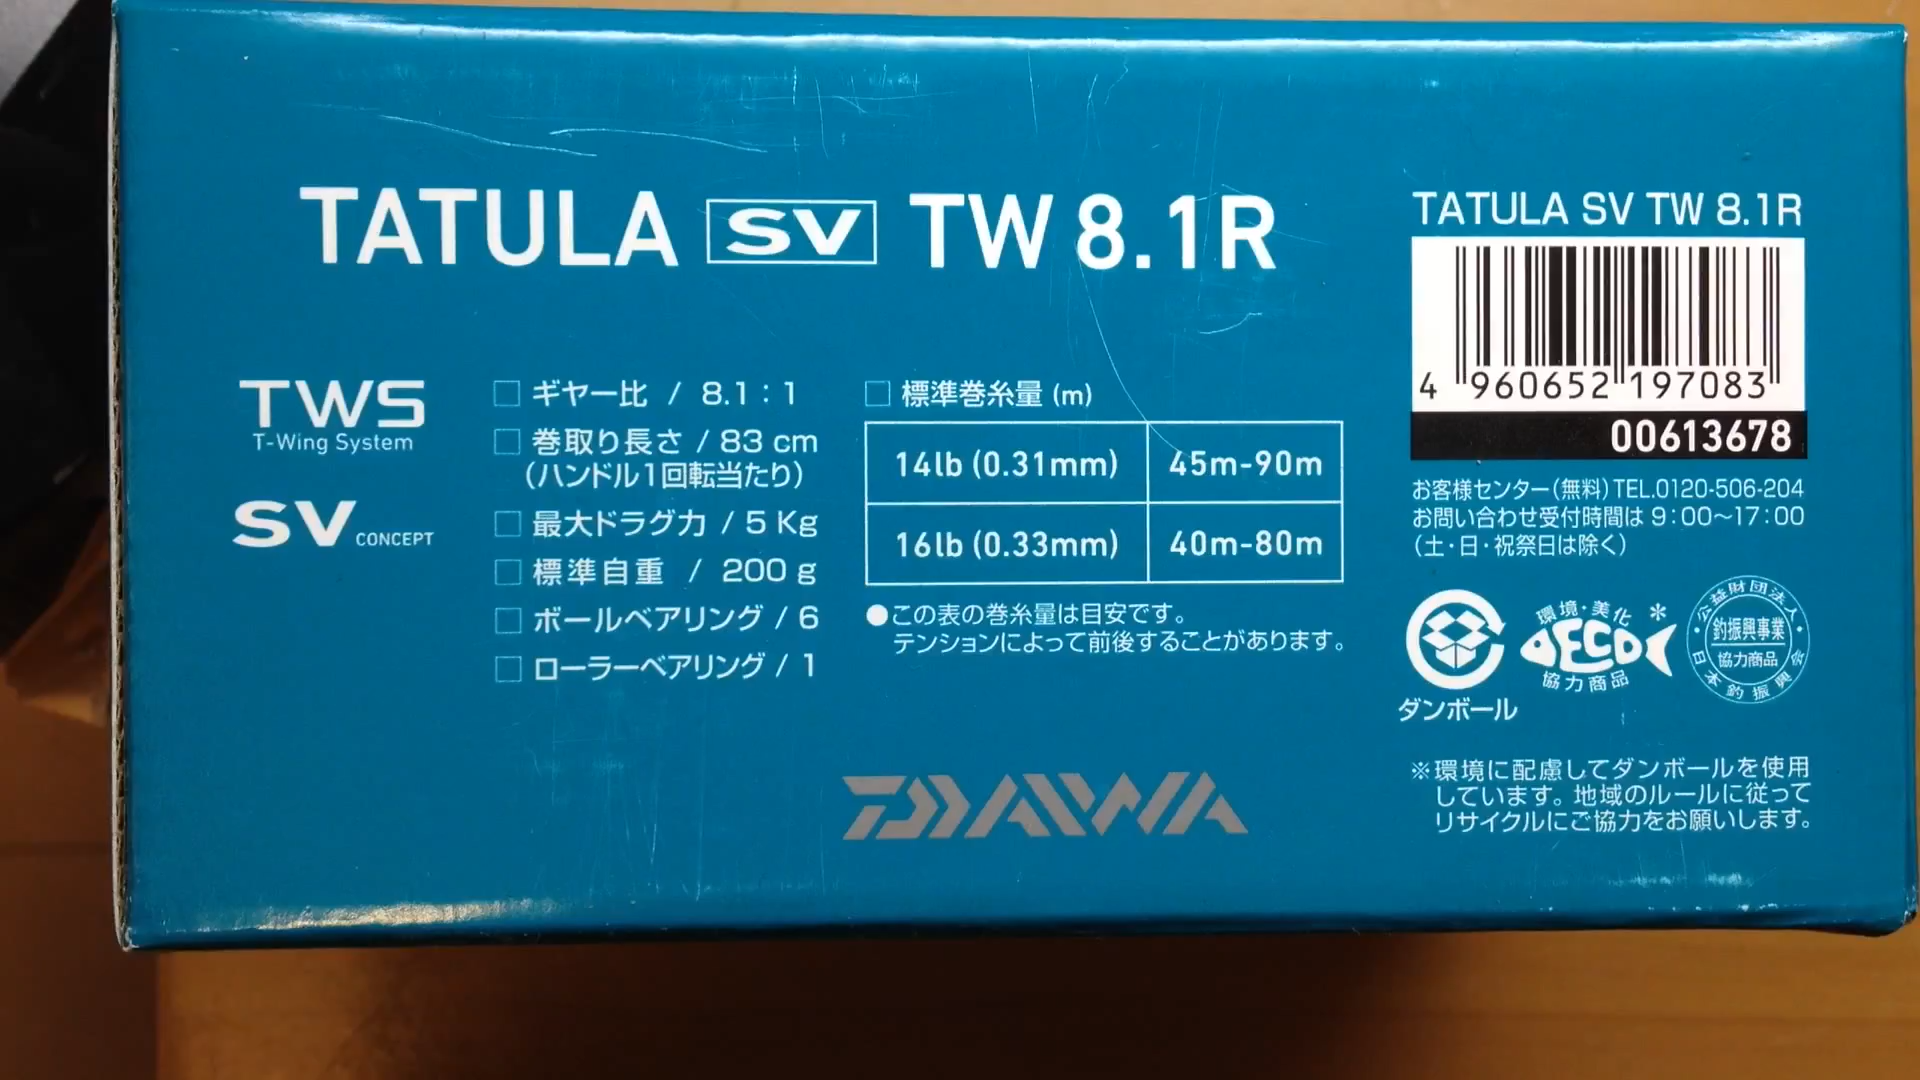 TATULA SV TW 8.1R
TWS
T-Wing System
SV CONCEPT
□ ギヤー比 / 8.1:1
□ 巻取り長さ / 83 cm
(ハンドル1回転当たり)
□ 最大ドラグ力 / 5 Kg
□ 標準自重 / 200 g
□ ボールベアリング / 6
□ ローラーベアリング / 1
□ 標準巻糸量 (m)
14lb (0.31mm) 45m-90m
16lb (0.33mm) 40m-80m
●この表の巻糸量は目安です。
テンションによって前後することがあります。
DAIWA
TATULA SV TW 8.1R
4 960652 197083
00613678
お客様センター(無料)TEL.0120-506-204
お問い合わせ受付時間は 9:00〜17:00
(土・日・祝祭日は除く)
ダンボール
環境・美化
*
ECO
協力商品
公益財団法人
釣振興事業
協力商品
日本釣振興会
※環境に配慮してダンボールを使用
しています。地域のルールに従って
リサイクルにご協力をお願いします。